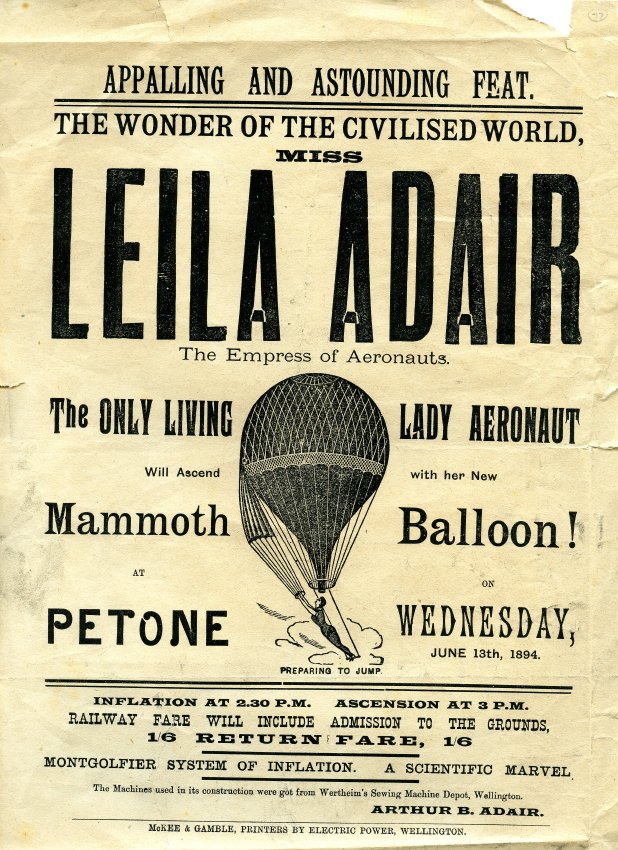 APPALLING AND ASTOUNDING FEAT.
THE WONDER OF THE CIVILISED WORLD,
MISS
LEILA ADAIR
The Empress of Aeronauts.
The ONLY LIVING LADY AERONAUT
Will Ascend with her New
Mammoth Balloon!
AT ON
PETONE WEDNESDAY,
JUNE 13th, 1894.
PREPARING TO JUMP.
INFLATION AT 2.30 P.M. ASCENSION AT 3 P.M.
RAILWAY FARE WILL INCLUDE ADMISSION TO THE GROUNDS,
1/6 RETURN FARE, 1/6
MONTGOLFIER SYSTEM OF INFLATION. A SCIENTIFIC MARVEL
The Machines used in its construction were got from Wertheim's Sewing Machine Depot, Wellington.
ARTHUR B. ADAIR.
McKEE & GAMBLE, PRINTERS BY ELECTRIC POWER, WELLINGTON.